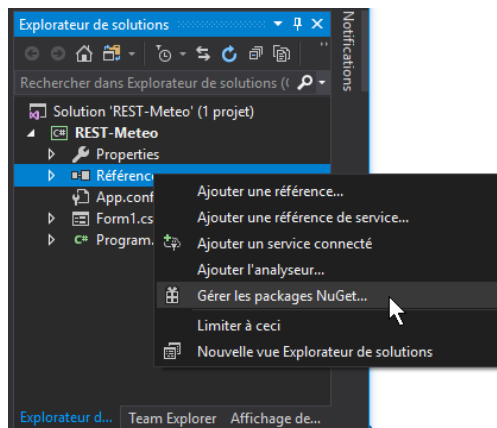 Explorateur de solutions
Rechercher dans Explorateur de solutions ((
Solution 'REST-Meteo' (1 projet)
C# REST-Meteo
Properties
Référence
App.conf
Form1.cs
C# Program.
Ajouter une référence...
Ajouter une référence de service...
Ajouter un service connecté
Ajouter l'analyseur...
Gérer les packages NuGet...
Limiter à ceci
Nouvelle vue Explorateur de solutions
Explorateur d... Team Explorer Affichage de...
Notifications